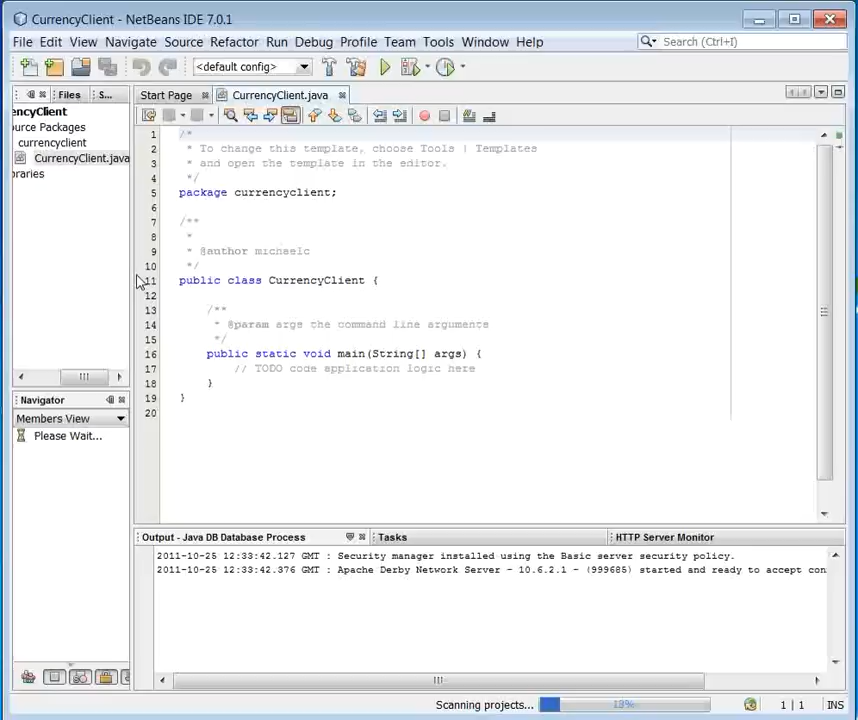 CurrencyClient - NetBeans IDE 7.0.1
File Edit View Navigate Source Refactor Run Debug Profile Team Tools Window Help
Search (Ctrl+I)
<default config>
Files S...
Start Page CurrencyClient.java
encyClient
ource Packages
currencyclient
CurrencyClient.java
raries
1 /*
2 * To change this template, choose Tools | Templates
3 * and open the template in the editor.
4 */
5 package currencyclient;
6
7 /**
8 *
9 * @author michaelc
10 */
11 public class CurrencyClient {
12
13 /**
14 * @param args the command line arguments
15 */
16 public static void main(String[] args) {
17 // TODO code application logic here
18 }
19 }
20
Navigator
Members View
Please Wait...
Output - Java DB Database Process Tasks HTTP Server Monitor
2011-10-25 12:33:42.127 GMT : Security manager installed using the Basic server security policy.
2011-10-25 12:33:42.376 GMT : Apache Derby Network Server - 10.6.2.1 - (999685) started and ready to accept con
Scanning projects... 13% 1 | 1 INS